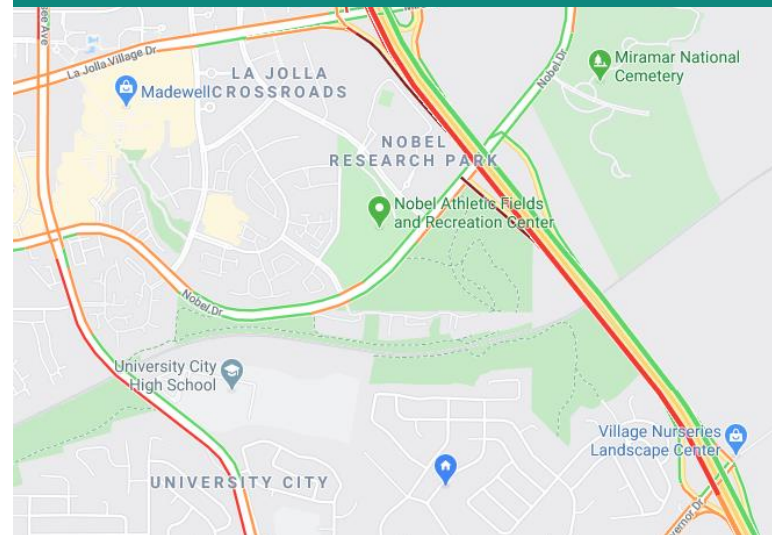 La Jolla Village Dr
LA JOLLA
CROSSROADS
Madewell
Nobel Dr
Miramar National
Cemetery
NOBEL
RESEARCH PARK
Nobel Athletic Fields
and Recreation Center
Nobel Dr
University City
High School
Village Nurseries
Landscape Center
UNIVERSITY CITY